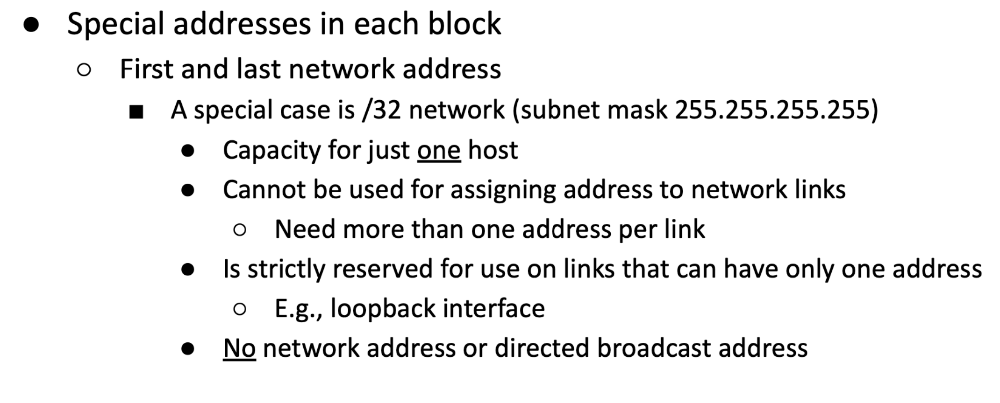 ● Special addresses in each block
○ First and last network address
■ A special case is /32 network (subnet mask 255.255.255.255)
● Capacity for just one host
● Cannot be used for assigning address to network links
○ Need more than one address per link
● Is strictly reserved for use on links that can have only one address
○ E.g., loopback interface
● No network address or directed broadcast address